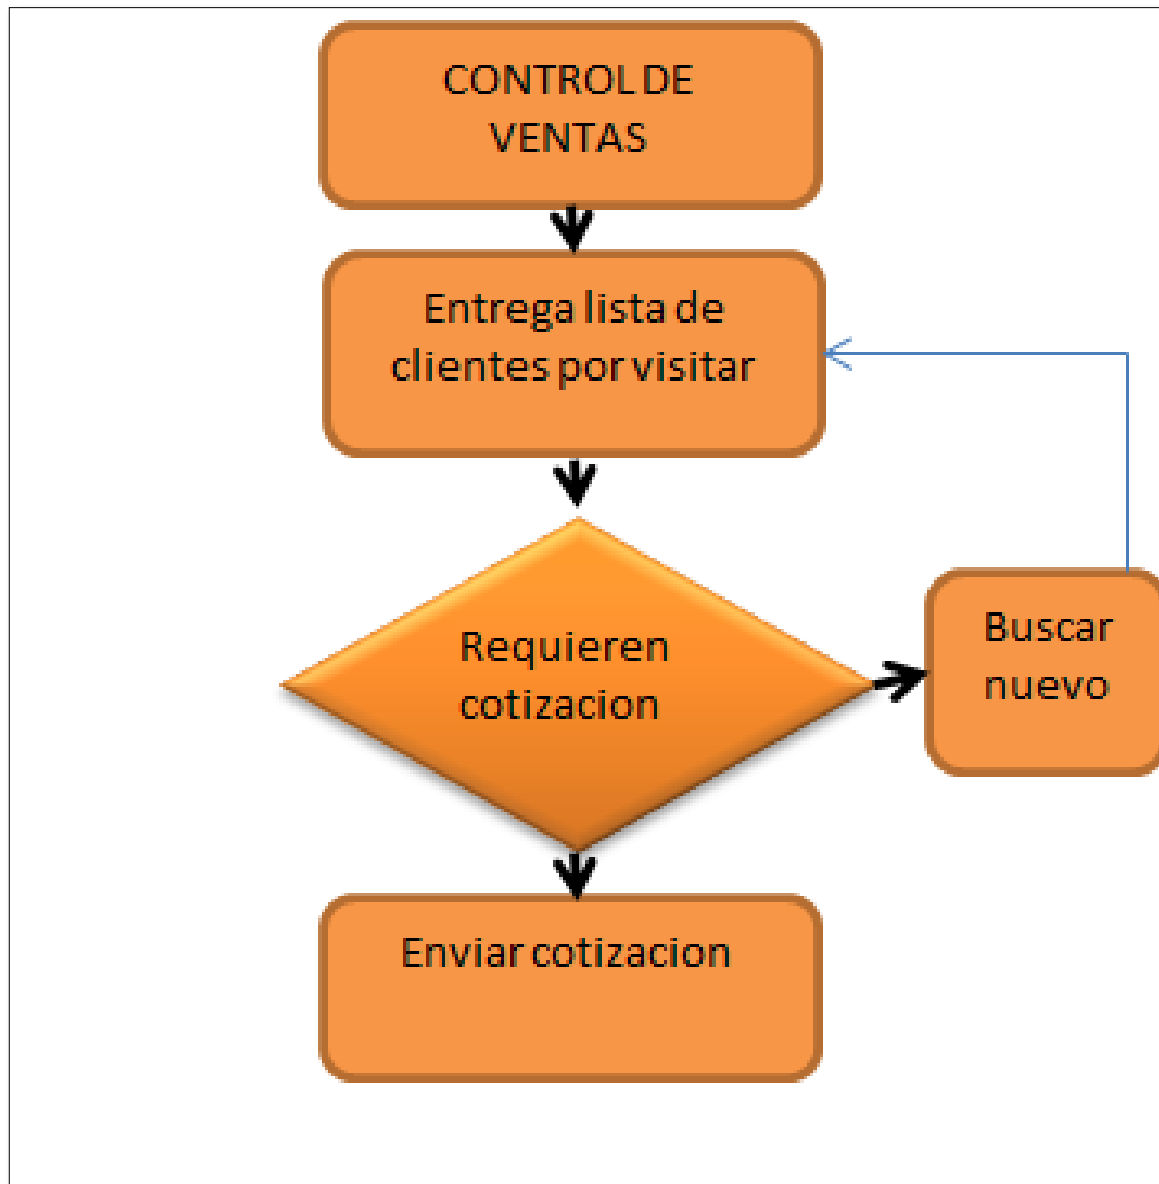 CONTROL DE
VENTAS
Entrega lista de
clientes por visitar
Requieren
cotizacion
Buscar
nuevo
Enviar cotizacion